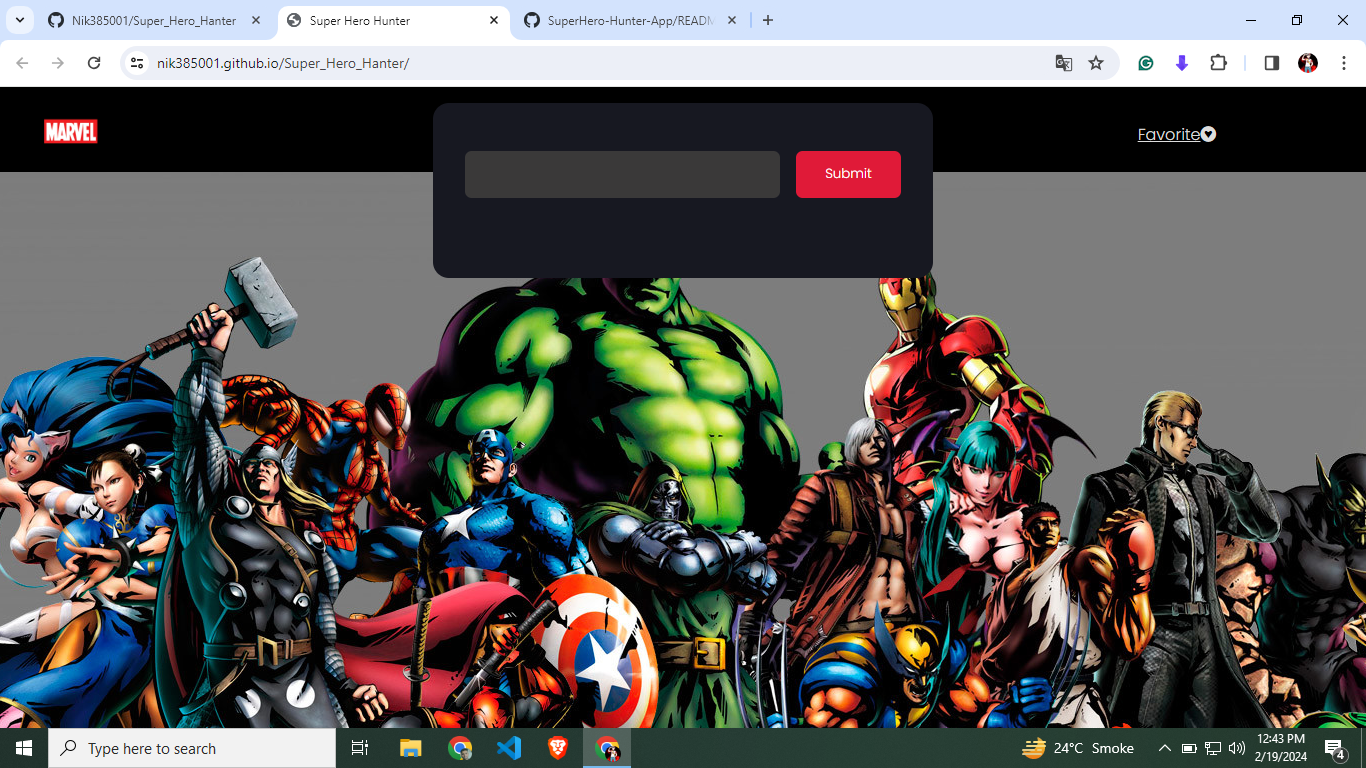 Nik385001/Super_Hero_Hanter
Super Hero Hunter
SuperHero-Hunter-App/READM
nik385001.github.io/Super_Hero_Hanter/
MARVEL
Submit
Favorite
A
Type here to search
24°C Smoke
12:43 PM
2/19/2024
4